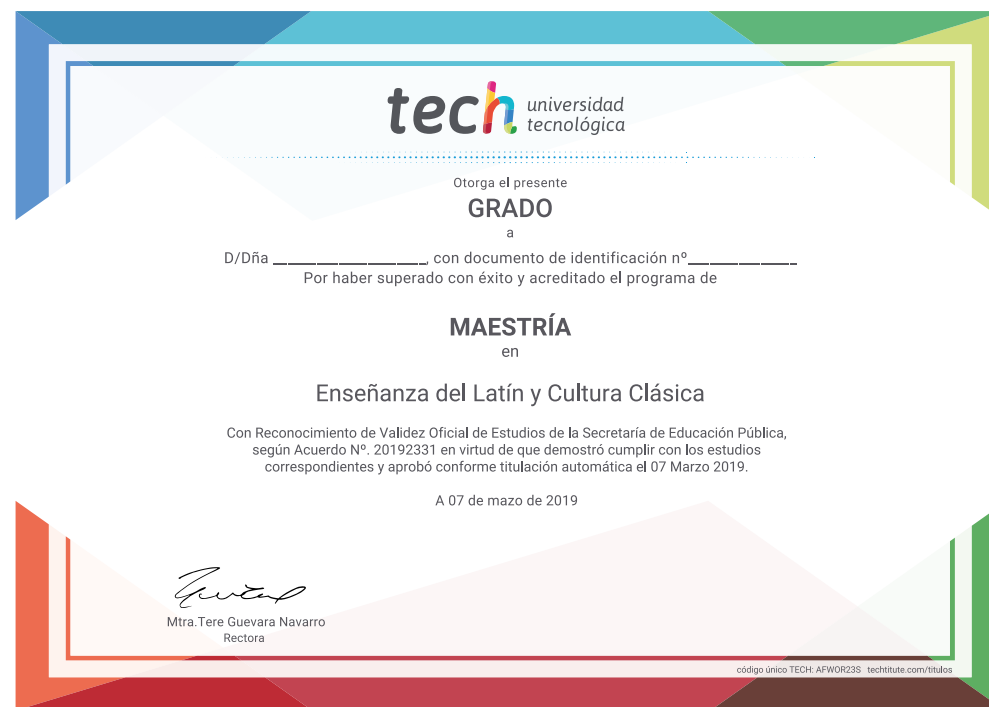 tech universidad
tecnológica
Otorga el presente
GRADO
a
D/Dña ____________________, con documento de identificación nº______________
Por haber superado con éxito y acreditado el programa de
MAESTRÍA
en
Enseñanza del Latín y Cultura Clásica
Con Reconocimiento de Validez Oficial de Estudios de la Secretaría de Educación Pública,
según Acuerdo Nº. 20192331 en virtud de que demostró cumplir con los estudios
correspondientes y aprobó conforme titulación automática el 07 Marzo 2019.
A 07 de mazo de 2019
Mtra.Tere Guevara Navarro
Rectora
código único TECH: AFWOR23S techtitute.com/titulos